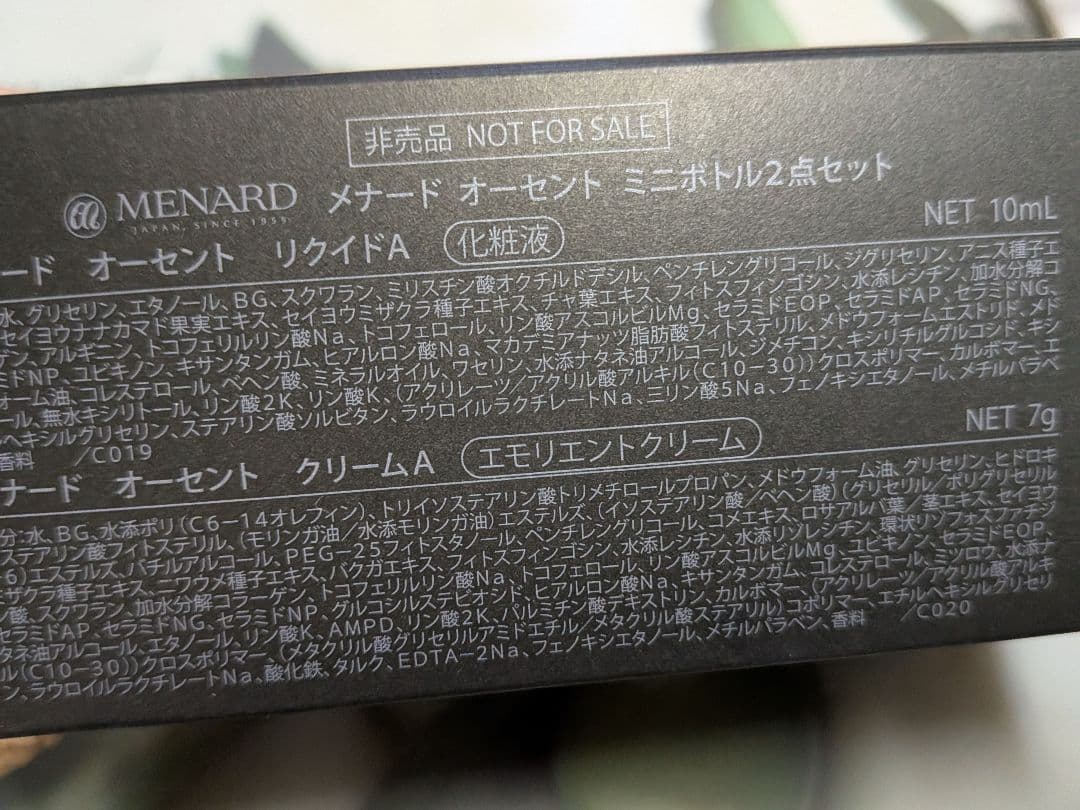 非売品 NOT FOR SALE
MENARD メナード オーセント ミニボトル2点セット
JAPAN, SINCE 1959
ード オーセント リクイドA 化粧液 NET 10mL
水、グリセリン、エタノール、BG、スクワラン、ミリスチン酸オクチルドデシル、ペンチレングリコール、ジグリセリン、アニス種子エ
セイヨウナナカマド果実エキス、セイヨウミザクラ種子エキス、チャ葉エキス、フィトスフィンゴシン、水添レシチン、加水分解コ
ゲン、アルギニン、トコフェリルリン酸Na、トコフェロール、リン酸アスコルビルMg、セラミドEOP、セラミドAP、セラミドNG、
ミドNP、ユビキノン、キサンタンガム、ヒアルロン酸Na、マカデミアナッツ脂肪酸フィトステリル、メドウフォームエストリド、メド
ォーム油、コレステロール、ベヘン酸、ミネラルオイル、ワセリン、水添ナタネ油アルコール、ジメチコン、キシリチルグルコシド、キシ
ール、無水キシリトール、リン酸2K、リン酸K、(アクリレーツ/アクリル酸アルキル(C10-30))クロスポリマー、カルボマー、エ
ヘキシルグリセリン、ステアリン酸ソルビタン、ラウロイルラクチレートNa、ミリン酸5Na、フェノキシエタノール、メチルパラベ
香料 /C019
ナード オーセント クリームA エモリエントクリーム NET 7g
分:水、BG、水添ポリ(C6-14オレフィン)、トリイソステアリン酸トリメチロールプロパン、メドウフォーム油、グリセリン、ヒドロキ
ステアリン酸フィトステリル、(モリンガ油/水添モリンガ油)エステルズ、(イソステアリン酸/ベヘン酸)(グリセリル/ポリグリセリル
6)エステルズ、バチルアルコール、PEG-25フィトスタノール、ペンチレングリコール、コメエキス、ロサアルバ葉/茎エキス、セイヨウ
ザクラ種子エキス、ニワウメ種子エキス、バクガエキス、フィトスフィンゴシン、水添レシチン、水添リゾレシチン、環状リゾホスファチジ
酸、スクワラン、加水分解コラーゲン、トコフェリルリン酸Na、トコフェロール、リン酸アスコルビルMg、ユビキノン、セラミドEOP、
セラミドAP、セラミドNG、セラミドNP、グルコシルステビオシド、ヒアルロン酸Na、キサンタンガム、コレステロール、ミツロウ、水添ナ
タネ油アルコール、エタノール、リン酸K、AMPD、リン酸2K、パルミチン酸デキストリン、カルボマー、(アクリレーツ/アクリル酸アルキ
ル(C10-30))クロスポリマー、(メタクリル酸グリセリルアミドエチル/メタクリル酸ステアリル)コポリマー、エチルヘキシルグリセリ
ン、ラウロイルラクチレートNa、酸化鉄、タルク、EDTA-2Na、フェノキシエタノール、メチルパラベン、香料 /C020